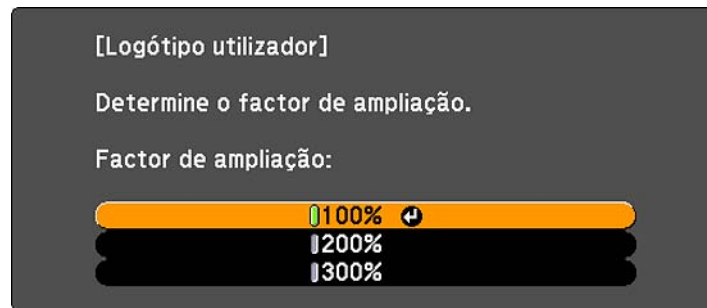 [Logótipo utilizador]
Determine o factor de ampliação.
Factor de ampliação:
100%
200%
300%